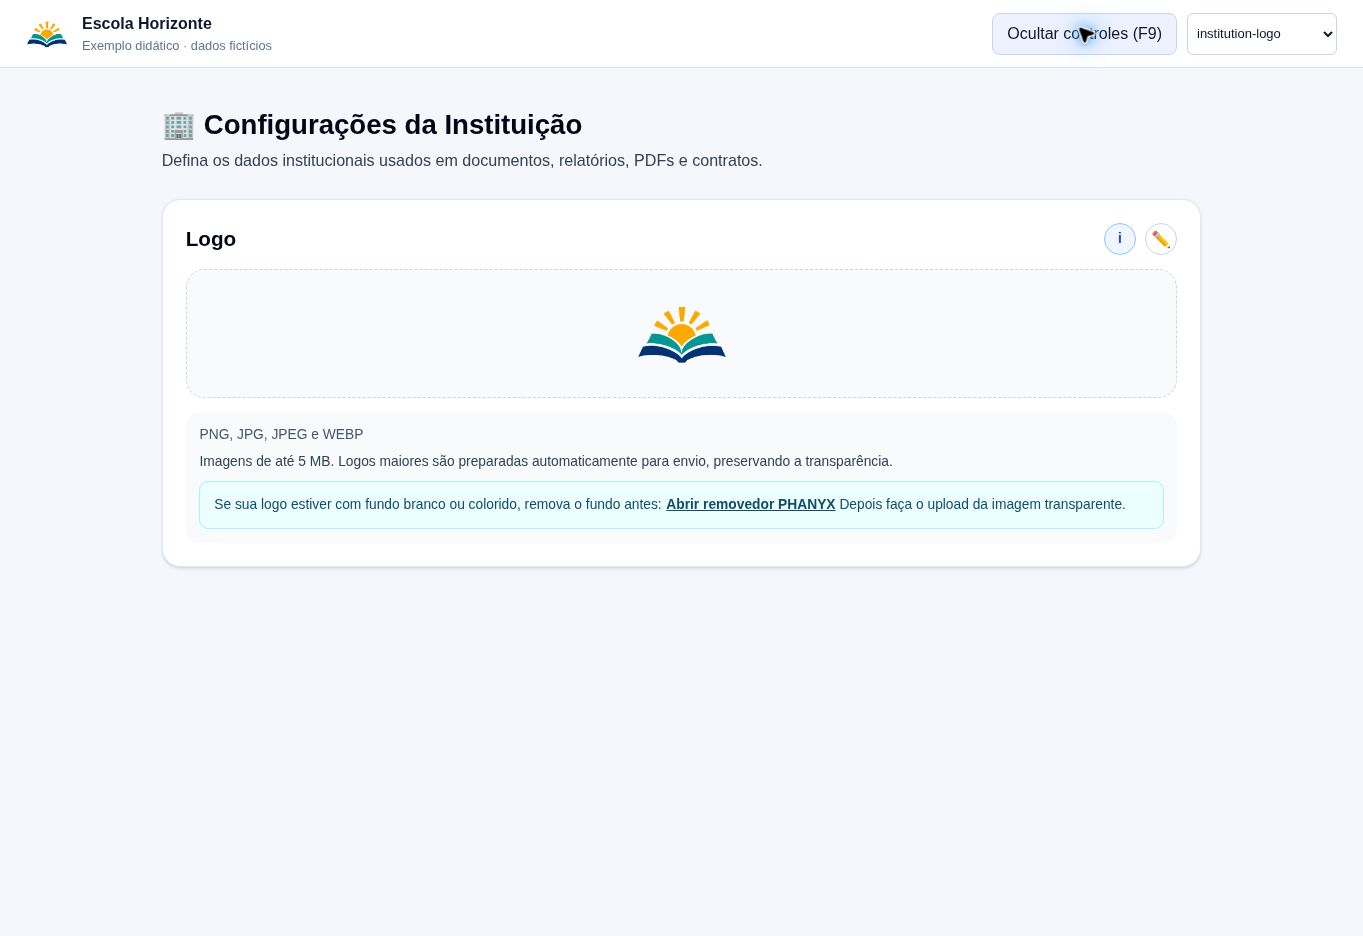 Escola Horizonte
Exemplo didático · dados fictícios
Ocultar controles (F9)
institution-logo
Configurações da Instituição
Defina os dados institucionais usados em documentos, relatórios, PDFs e contratos.
Logo
i
PNG, JPG, JPEG e WEBP
Imagens de até 5 MB. Logos maiores são preparadas automaticamente para envio, preservando a transparência.
Se sua logo estiver com fundo branco ou colorido, remova o fundo antes: Abrir removedor PHANYX Depois faça o upload da imagem transparente.